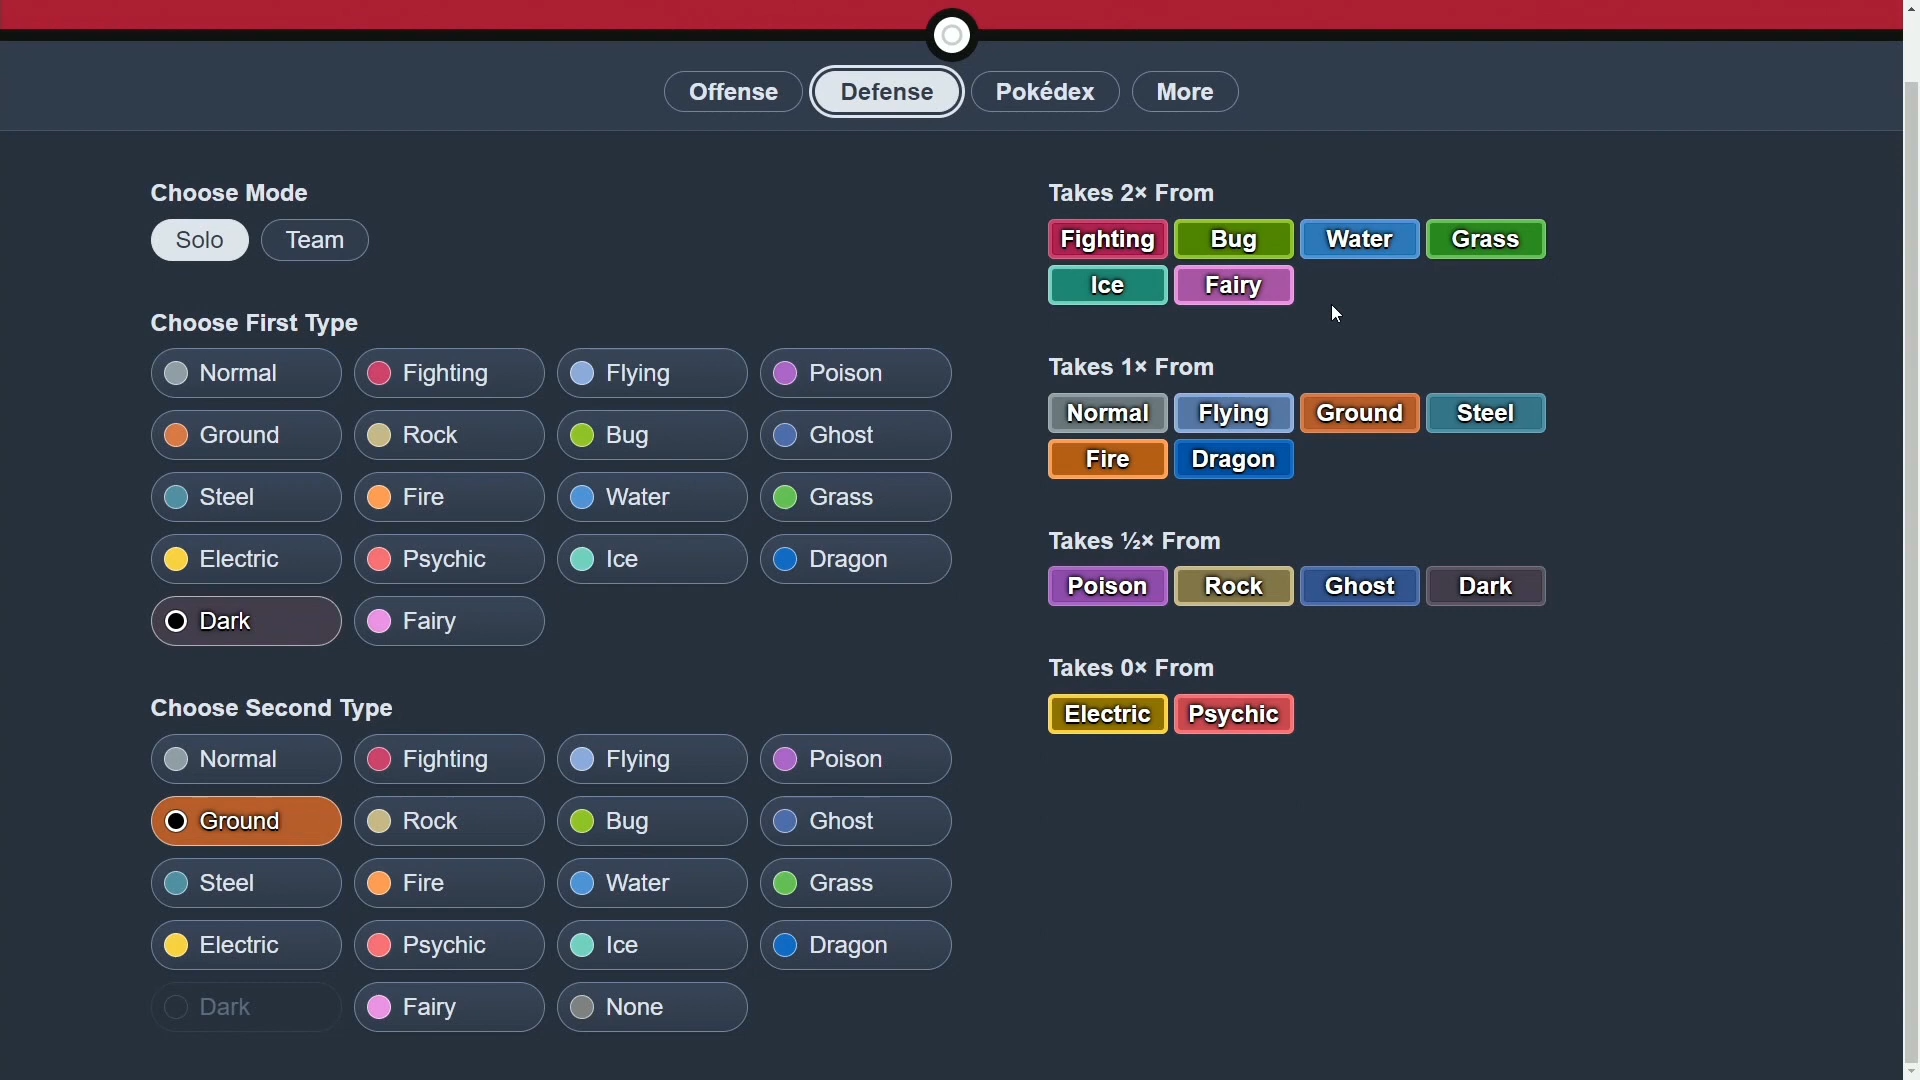 Offense Defense Pokédex More
Choose Mode
Solo Team
Choose First Type
Normal Fighting Flying Poison
Ground Rock Bug Ghost
Steel Fire Water Grass
Electric Psychic Ice Dragon
Dark Fairy
Choose Second Type
Normal Fighting Flying Poison
Ground Rock Bug Ghost
Steel Fire Water Grass
Electric Psychic Ice Dragon
Dark Fairy None
Takes 2× From
Fighting Bug Water Grass
Ice Fairy
Takes 1× From
Normal Flying Ground Steel
Fire Dragon
Takes ½× From
Poison Rock Ghost Dark
Takes 0× From
Electric Psychic